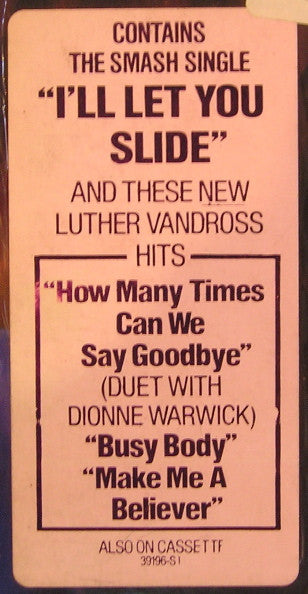 CONTAINS
THE SMASH SINGLE
"I'LL LET YOU
SLIDE"
AND THESE NEW
LUTHER VANDROSS
HITS
"How Many Times
Can We
Say Goodbye"
(DUET WITH
DIONNE WARWICK)
"Busy Body"
"Make Me A
Believer"
ALSO ON CASSETTE
39196-S1